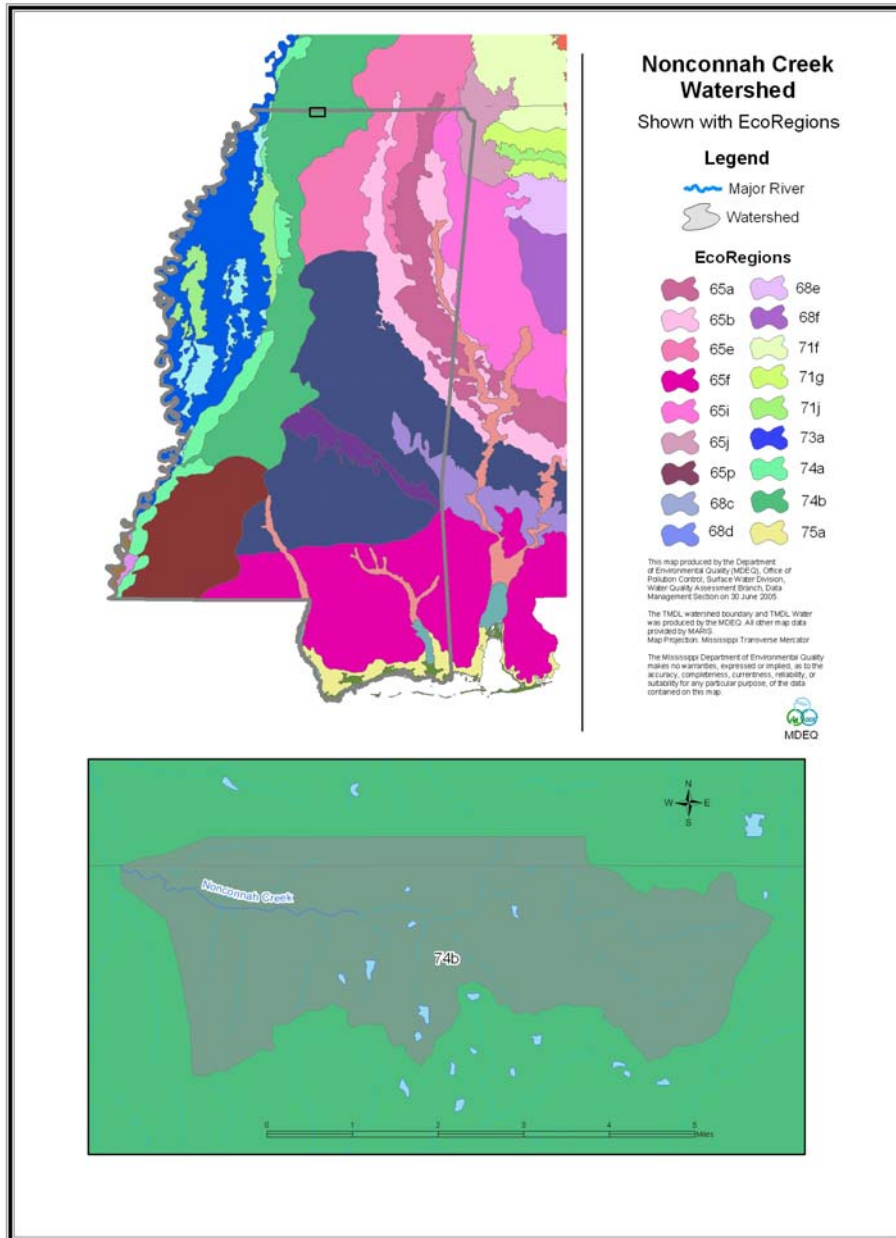 Nonconnah Creek
Watershed
Shown with EcoRegions
Legend
Major River
Watershed
EcoRegions
65a
65b
65e
65f
65i
65j
65p
68c
68d
68e
68f
71f
71g
71j
73a
74a
74b
75a
This map produced by the Department
of Environmental Quality (MDEQ), Office of
Pollution Control, Surface Water Division,
Water Quality Assessment Branch, Data
Management Section on 30 June 2005.
The TMDL watershed boundary and TMDL Water
was produced by the MDEQ. All other map data
provided by MARIS.
Map Projection: Mississippi Transverse Mercator
The Mississippi Department of Environmental Quality
makes no warranties, expressed or implied, as to the
accuracy, completeness, currentness, reliability, or
suitability for any particular purpose, of the data
contained on this map.
MDEQ
N
W E
S
Nonconnah Creek
74b
0 1 2 3 4 5
Miles